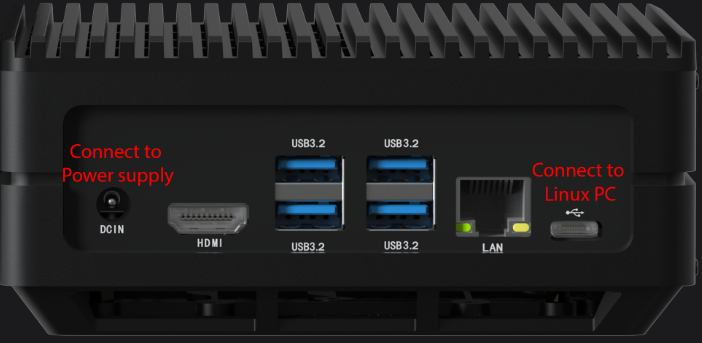 USB3.2 USB3.2
Connect to
Power supply
Connect to
Linux PC
DCIN
HDMI
USB3.2 USB3.2
LAN